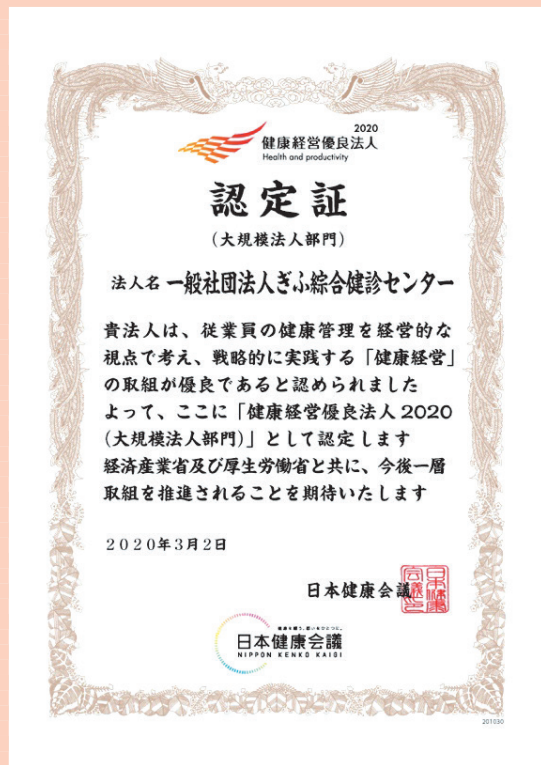 2020
健康経営優良法人
Health and productivity
認定証
(大規模法人部門)
法人名 一般社団法人ぎふ綜合健診センター
貴法人は、従業員の健康管理を経営的な
視点で考え、戦略的に実践する「健康経営」
の取組が優良であると認められました
よって、ここに「健康経営優良法人2020
(大規模法人部門)」として認定します
経済産業省及び厚生労働省と共に、今後一層
取組を推進されることを期待いたします
2020年3月2日
日本健康会議
日本健康会議
NIPPON KENKO KAIGI
201030